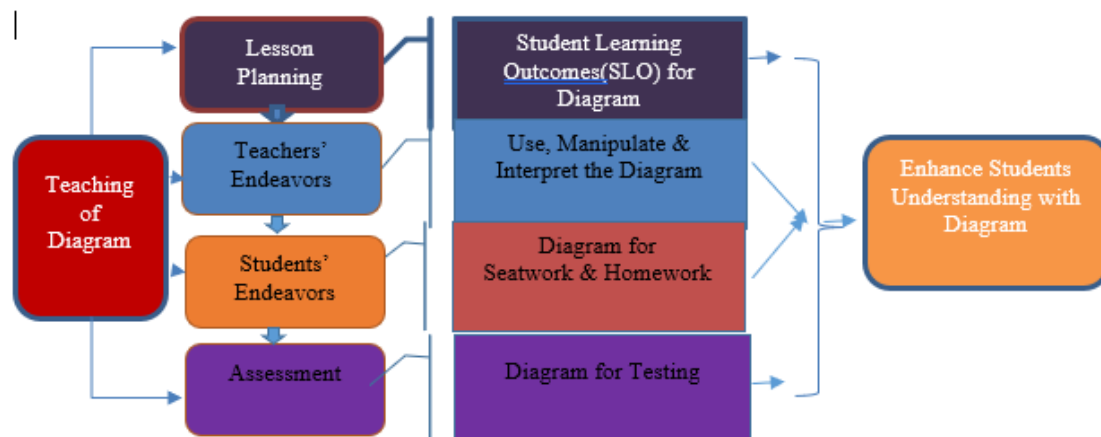 Lesson
Planning
Student Learning
Outcomes(SLO) for
Diagram
Teachers’
Endeavors
Use, Manipulate &
Interpret the Diagram
Teaching
of
Diagram
Enhance Students
Understanding with
Diagram
Students’
Endeavors
Diagram for
Seatwork & Homework
Assessment
Diagram for Testing